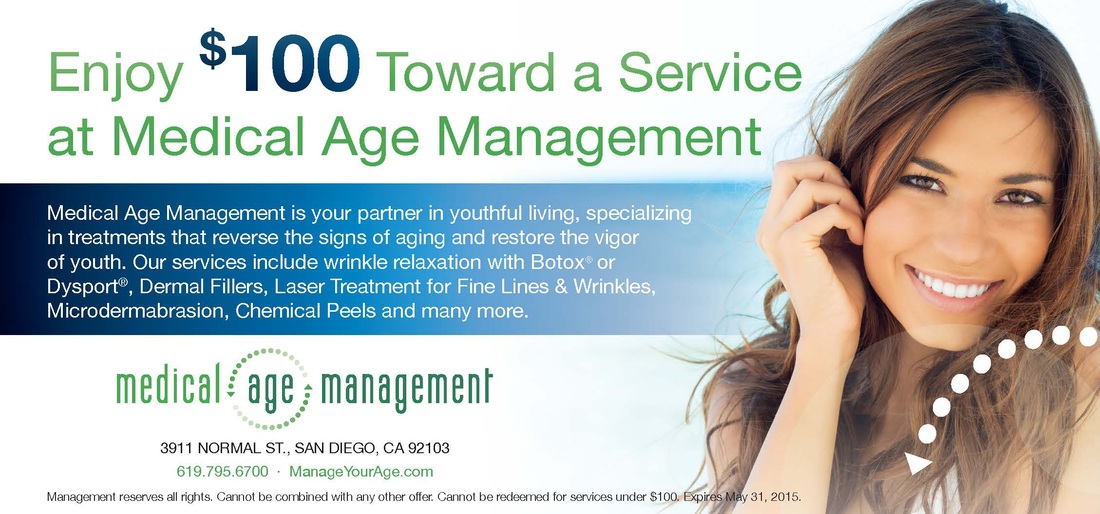 Enjoy $100 Toward a Service
at Medical Age Management
Medical Age Management is your partner in youthful living, specializing
in treatments that reverse the signs of aging and restore the vigor
of youth. Our services include wrinkle relaxation with Botox® or
Dysport®, Dermal Fillers, Laser Treatment for Fine Lines & Wrinkles,
Microdermabrasion, Chemical Peels and many more.
medical age management
3911 NORMAL ST., SAN DIEGO, CA 92103
619.795.6700 · ManageYourAge.com
Management reserves all rights. Cannot be combined with any other offer. Cannot be redeemed for services under $100. Expires May 31, 2015.